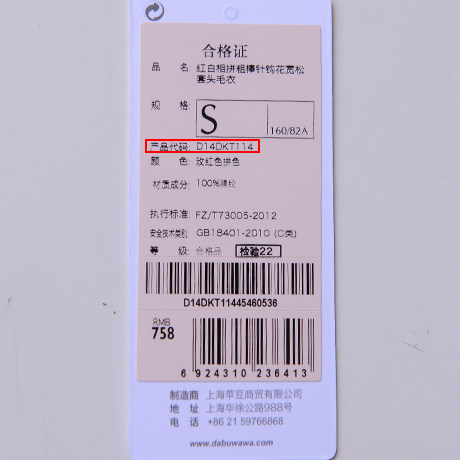 合格证
品 名: 红白相拼粗棒针钩花宽松
套头毛衣
规 格: S 160/82A
产品代码: D14DKT114
颜 色: 玫红色拼色
材质成分: 100%腈纶
执行标准: FZ/T73005-2012
安全技术类别: GB18401-2010 (C类)
等 级: 合格品 检验22
D14DKT11445460536
RMB
758
6 924310 236413
制造商 上海苹豆商贸有限公司
地 址 上海华徐公路988号
电 话 +86 21 59766868
www.dabuwawa.com